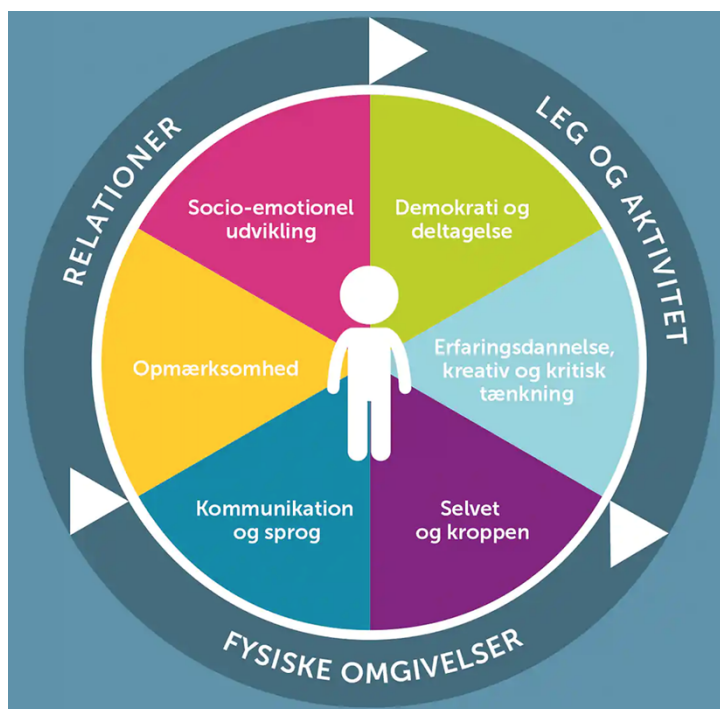 RELATIONER
LEG OG AKTIVITET
Socio-emotionel
udvikling
Demokrati og
deltagelse
Opmærksomhed
Erfaringsdannelse,
kreativ og kritisk
tænkning
Kommunikation
og sprog
Selvet
og kroppen
FYSISKE OMGIVELSER